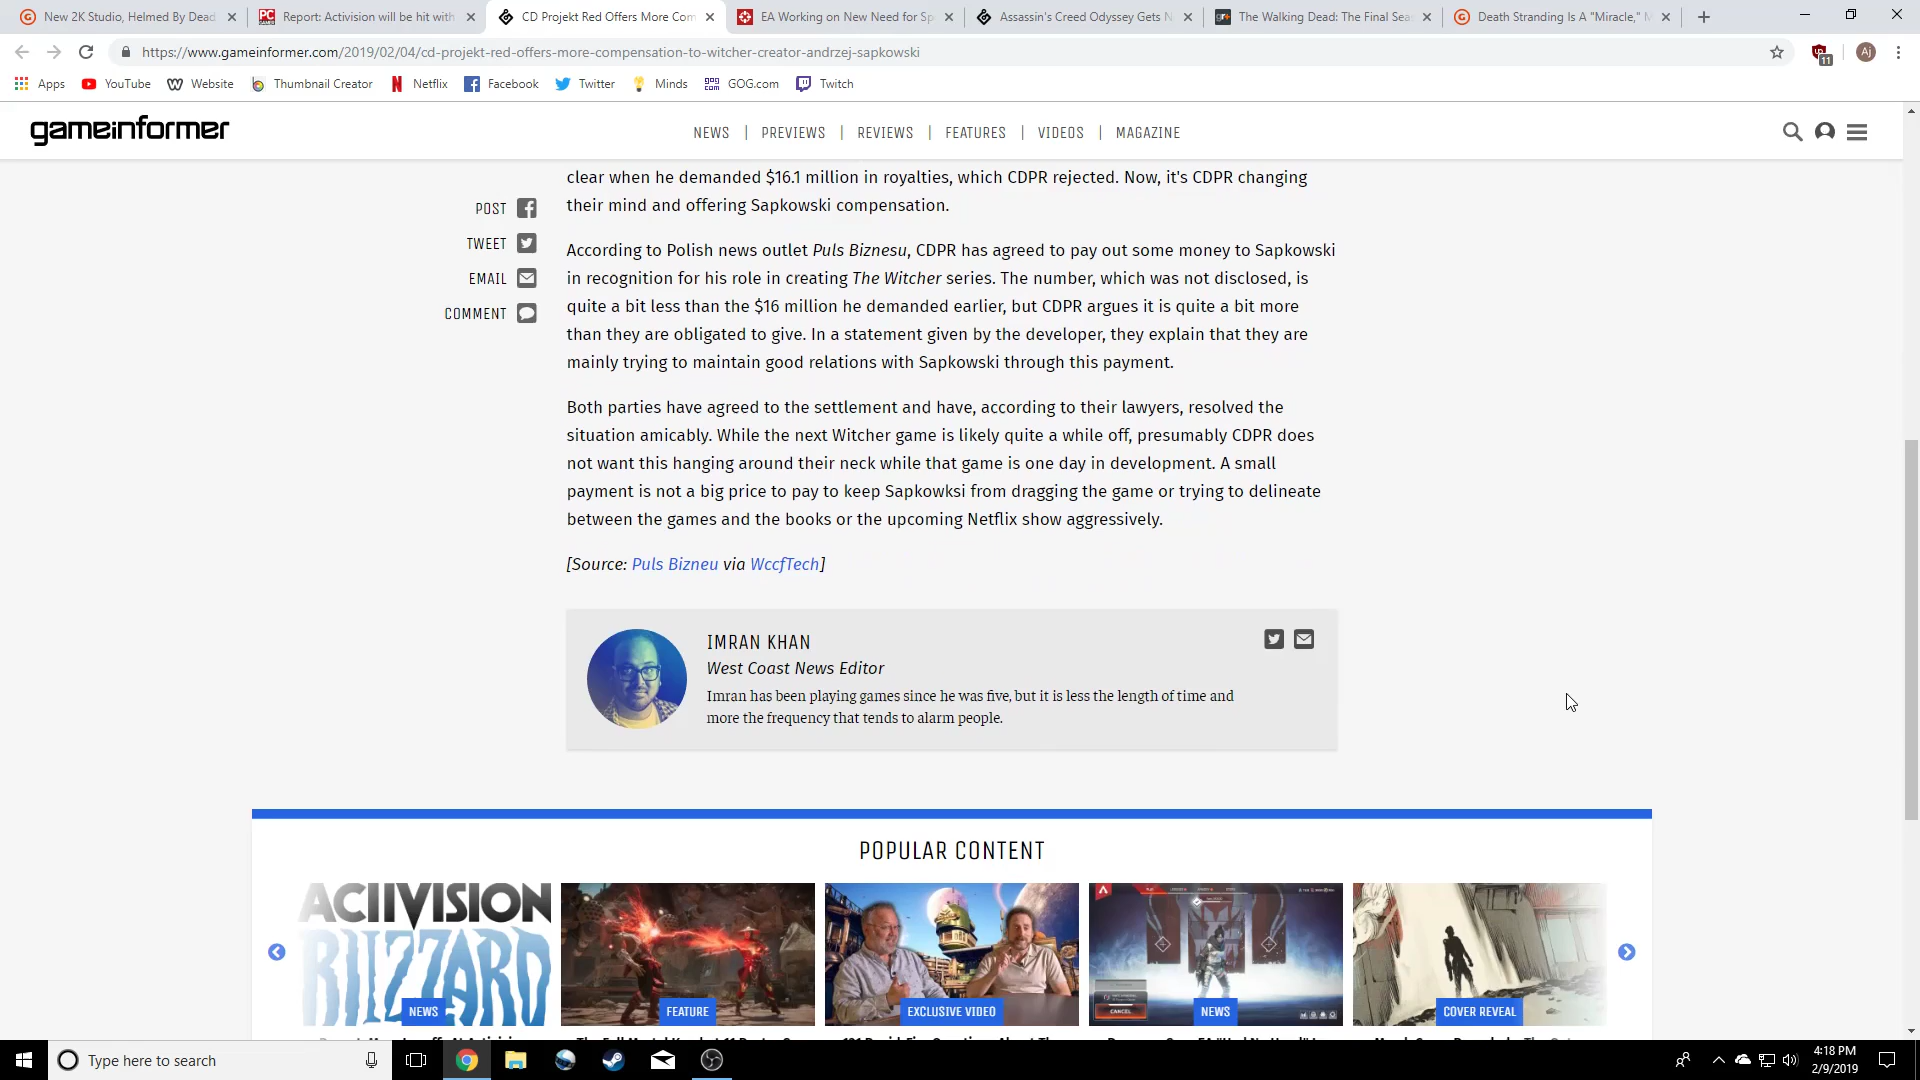 New 2K Studio, Helmed By Dead
Report: Activision will be hit with
CD Projekt Red Offers More Com
EA Working on New Need for Sp
Assassin's Creed Odyssey Gets N
The Walking Dead: The Final Sea
Death Stranding Is A "Miracle," M
https://www.gameinformer.com/2019/02/04/cd-projekt-red-offers-more-compensation-to-witcher-creator-andrzej-sapkowski
11
Aj
Apps
YouTube
Website
Thumbnail Creator
Netflix
Facebook
Twitter
Minds
GOG.com
Twitch
gameinformer
NEWS | PREVIEWS | REVIEWS | FEATURES | VIDEOS | MAGAZINE
POST
TWEET
EMAIL
COMMENT
clear when he demanded $16.1 million in royalties, which CDPR rejected. Now, it's CDPR changing
their mind and offering Sapkowski compensation.
According to Polish news outlet Puls Biznesu, CDPR has agreed to pay out some money to Sapkowski
in recognition for his role in creating The Witcher series. The number, which was not disclosed, is
quite a bit less than the $16 million he demanded earlier, but CDPR argues it is quite a bit more
than they are obligated to give. In a statement given by the developer, they explain that they are
mainly trying to maintain good relations with Sapkowski through this payment.
Both parties have agreed to the settlement and have, according to their lawyers, resolved the
situation amicably. While the next Witcher game is likely quite a while off, presumably CDPR does
not want this hanging around their neck while that game is one day in development. A small
payment is not a big price to pay to keep Sapkowksi from dragging the game or trying to delineate
between the games and the books or the upcoming Netflix show aggressively.
[Source: Puls Bizneu via WccfTech]
IMRAN KHAN
West Coast News Editor
Imran has been playing games since he was five, but it is less the length of time and
more the frequency that tends to alarm people.
POPULAR CONTENT
ACTIVISION
BLIZZARD
NEWS
FEATURE
EXCLUSIVE VIDEO
CANCEL
NEWS
COVER REVEAL
Type here to search
4:18 PM
2/9/2019